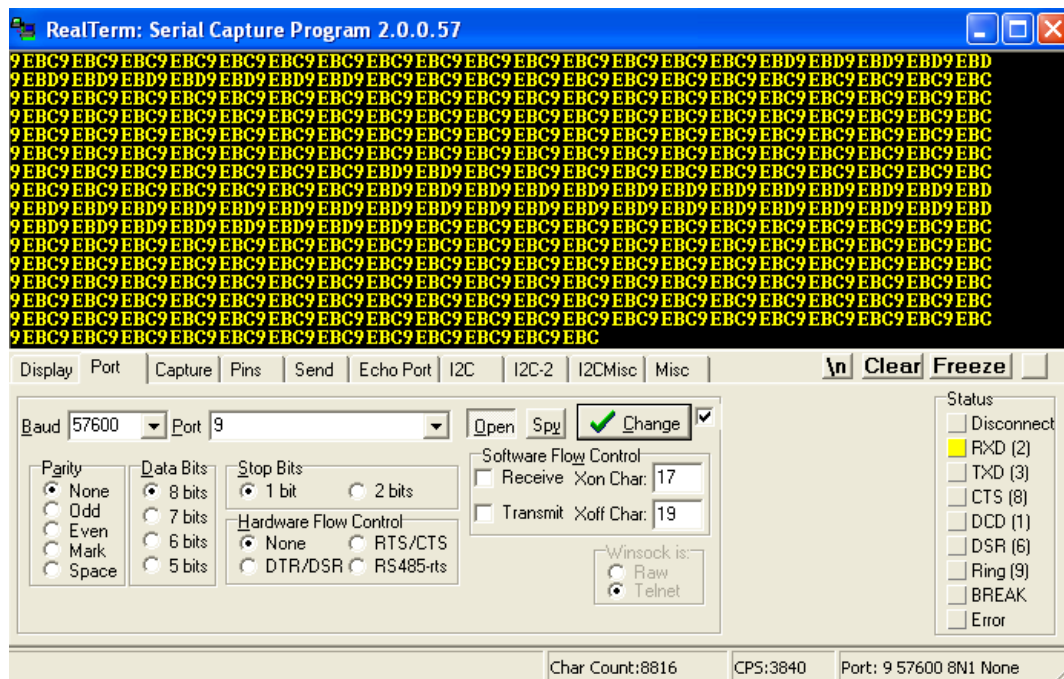 RealTerm: Serial Capture Program 2.0.0.57
9EBC9EBC9EBC9EBC9EBC9EBC9EBC9EBC9EBC9EBC9EBC9EBC9EBC9EBC9EBC9EBD9EBD9EBD9EBD9EBD
9EBD9EBD9EBD9EBD9EBD9EBD9EBC9EBC9EBC9EBC9EBC9EBC9EBC9EBC9EBC9EBC9EBC9EBC9EBC9EBC
9EBC9EBC9EBC9EBC9EBC9EBC9EBC9EBC9EBC9EBC9EBC9EBC9EBC9EBC9EBC9EBC9EBC9EBC9EBC9EBC
9EBC9EBC9EBC9EBC9EBC9EBC9EBC9EBC9EBC9EBC9EBC9EBC9EBC9EBC9EBC9EBC9EBC9EBC9EBC9EBC
9EBC9EBC9EBC9EBC9EBC9EBC9EBC9EBC9EBC9EBC9EBC9EBC9EBC9EBC9EBC9EBC9EBC9EBC9EBC9EBC
9EBC9EBC9EBC9EBC9EBC9EBC9EBC9EBC9EBC9EBC9EBC9EBC9EBC9EBC9EBC9EBC9EBC9EBC9EBC9EBC
9EBC9EBC9EBC9EBC9EBC9EBC9EBC9EBD9EBD9EBC9EBC9EBC9EBC9EBC9EBC9EBC9EBC9EBC9EBC9EBC
9EBC9EBC9EBC9EBC9EBD9EBD9EBD9EBD9EBD9EBD9EBD9EBD9EBD9EBD9EBD9EBD9EBD9EBD9EBD9EBD
9EBD9EBD9EBD9EBD9EBD9EBD9EBD9EBD9EBD9EBD9EBD9EBD9EBD9EBD9EBD9EBD9EBD9EBD9EBD9EBD
9EBD9EBD9EBD9EBD9EBD9EBD9EBD9EBC9EBC9EBC9EBC9EBC9EBC9EBC9EBC9EBC9EBC9EBC9EBC9EBC
9EBC9EBC9EBC9EBC9EBC9EBC9EBC9EBC9EBC9EBC9EBC9EBC9EBC9EBC9EBC9EBC9EBC9EBC9EBC9EBC
9EBC9EBC9EBC9EBC9EBC9EBC9EBC9EBC9EBC9EBC9EBC9EBC9EBC9EBC9EBC9EBC9EBC9EBC9EBC9EBC
9EBC9EBC9EBC9EBC9EBC9EBC9EBC9EBC9EBC9EBC9EBC9EBC9EBC9EBC9EBC9EBC9EBC9EBC9EBC9EBC
9EBC9EBC9EBC9EBC9EBC9EBC9EBC9EBC9EBC9EBC9EBC9EBC9EBC9EBC9EBC9EBC9EBC9EBC9EBC9EBC
9EBC9EBC9EBC9EBC9EBC9EBC9EBC9EBC9EBC9EBC9EBC9EBC9EBC9EBC9EBC9EBC9EBC9EBC9EBC9EBC
9EBC9EBC9EBC9EBC9EBC9EBC9EBC9EBC9EBC9EBC9EBC9EBC
Display Port Capture Pins Send Echo Port I2C I2C-2 I2CMisc Misc \n Clear Freeze
Baud 57600 Port 9 Open Spy Change
Parity
None
Odd
Even
Mark
Space
Data Bits
8 bits
7 bits
6 bits
5 bits
Stop Bits
1 bit 2 bits
Hardware Flow Control
None RTS/CTS
DTR/DSR RS485-rts
Software Flow Control
Receive Xon Char: 17
Transmit Xoff Char: 19
Winsock is:
Raw
Telnet
Status
Disconnect
RXD (2)
TXD (3)
CTS (8)
DCD (1)
DSR (6)
Ring (9)
BREAK
Error
Char Count:8816 CPS:3840 Port: 9 57600 8N1 None